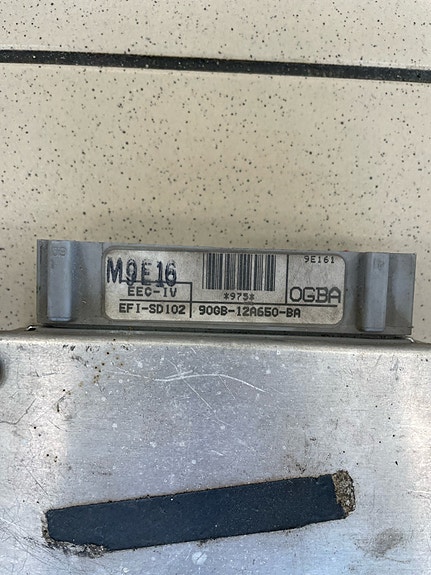 M9E16
9E161
EEC-IV
*975*
OGBA
EFI-SD102
90GB-12A650-BA